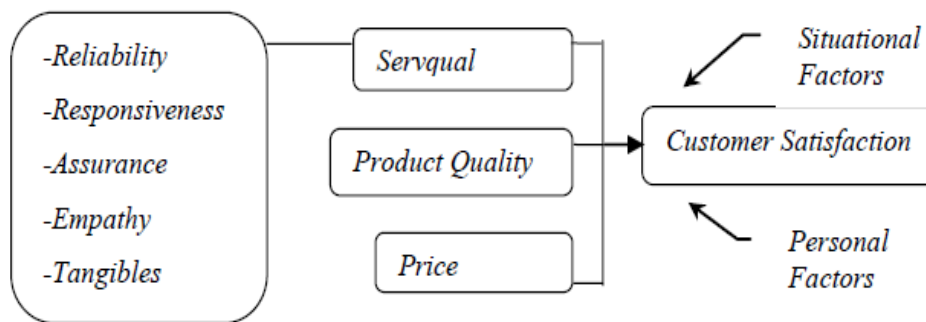 -Reliability
-Responsiveness
-Assurance
-Empathy
-Tangibles
Servqual
Product Quality
Price
Situational
Factors
Customer Satisfaction
Personal
Factors